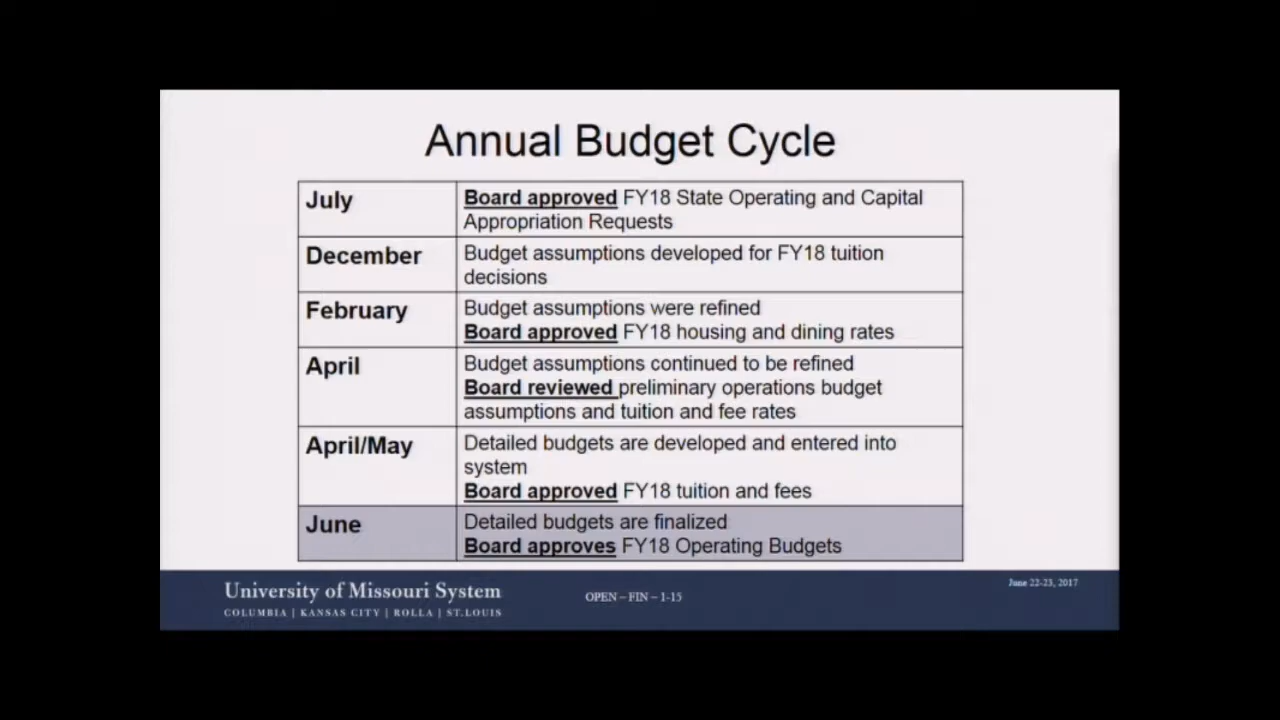 Annual Budget Cycle
July
Board approved FY18 State Operating and Capital
Appropriation Requests
December
Budget assumptions developed for FY18 tuition
decisions
February
Budget assumptions were refined
Board approved FY18 housing and dining rates
April
Budget assumptions continued to be refined
Board reviewed preliminary operations budget
assumptions and tuition and fee rates
April/May
Detailed budgets are developed and entered into
system
Board approved FY18 tuition and fees
June
Detailed budgets are finalized
Board approves FY18 Operating Budgets
University of Missouri System
COLUMBIA | KANSAS CITY | ROLLA | ST.LOUIS
OPEN – FIN – 1-15
June 22-23, 2017